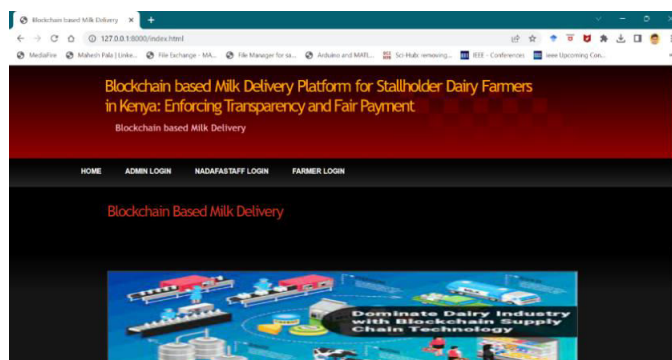 Blockchain based Milk Delivery
127.0.0.1:8000/index.html
MediaFire
Mahesh Pala | Linke...
File Exchange - MA...
File Manager for sa...
Arduino and MATL...
Sci-Hub: removing...
IEEE - Conferences
ieee Upcoming Con...
Blockchain based Milk Delivery Platform for Stallholder Dairy Farmers
in Kenya: Enforcing Transparency and Fair Payment
Blockchain based Milk Delivery
HOME ADMIN LOGIN NADAFASTAFF LOGIN FARMER LOGIN
Blockchain Based Milk Delivery
Dominate Dairy Industry
with Blockchain Supply
Chain Technology